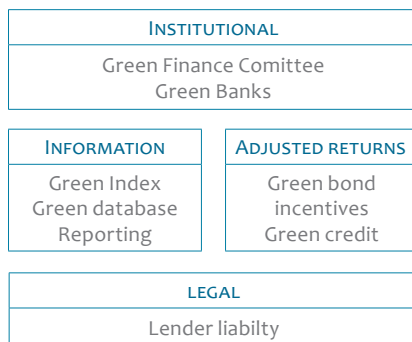 INSTITUTIONAL
Green Finance Comittee
Green Banks
INFORMATION
Green Index
Green database
Reporting
ADJUSTED RETURNS
Green bond
incentives
Green credit
LEGAL
Lender liabilty